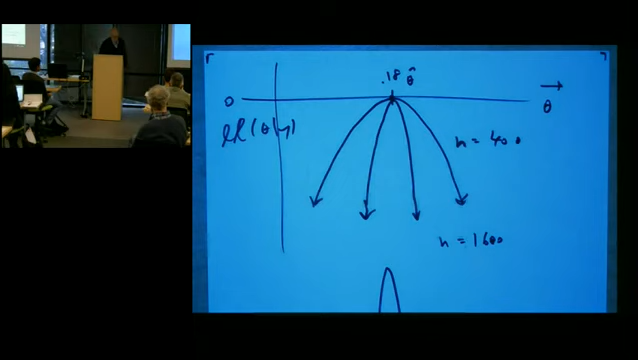 .18 θ̂
0
θ
ll(θ|y)
n = 400
n = 1600